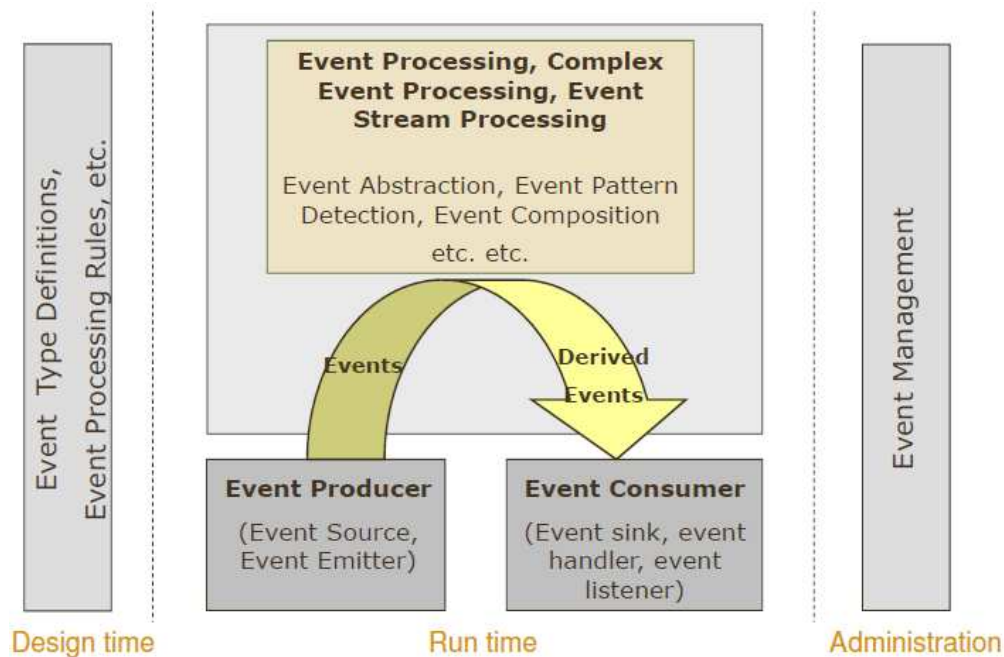 Event Type Definitions,
Event Processing Rules, etc.
Event Processing, Complex
Event Processing, Event
Stream Processing
Event Abstraction, Event Pattern
Detection, Event Composition
etc. etc.
Events
Derived
Events
Event Producer
(Event Source,
Event Emitter)
Event Consumer
(Event sink, event
handler, event
listener)
Event Management
Design time
Run time
Administration